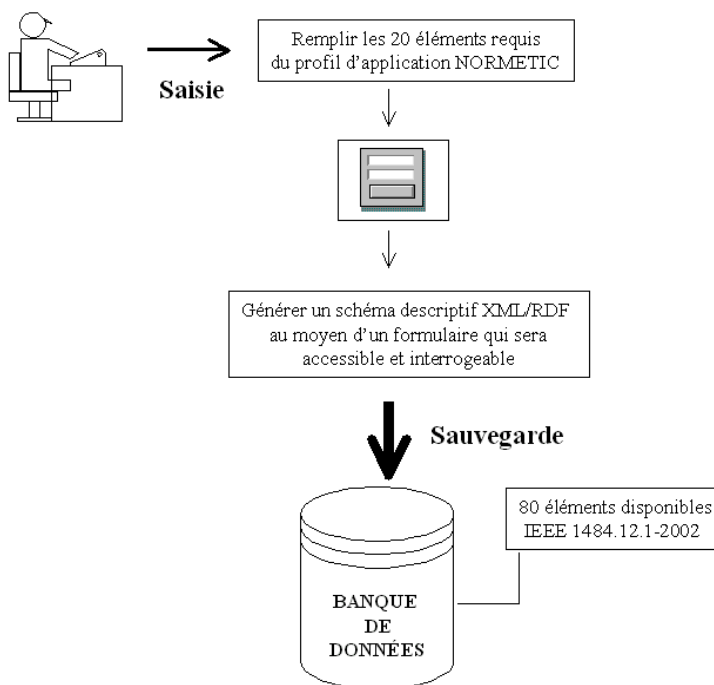 Saisie
Remplir les 20 éléments requis
du profil d'application NORMETIC
Générer un schéma descriptif XML/RDF
au moyen d'un formulaire qui sera
accessible et interrogeable
Sauvegarde
80 éléments disponibles
IEEE 1484.12.1-2002
BANQUE
DE
DONNÉES